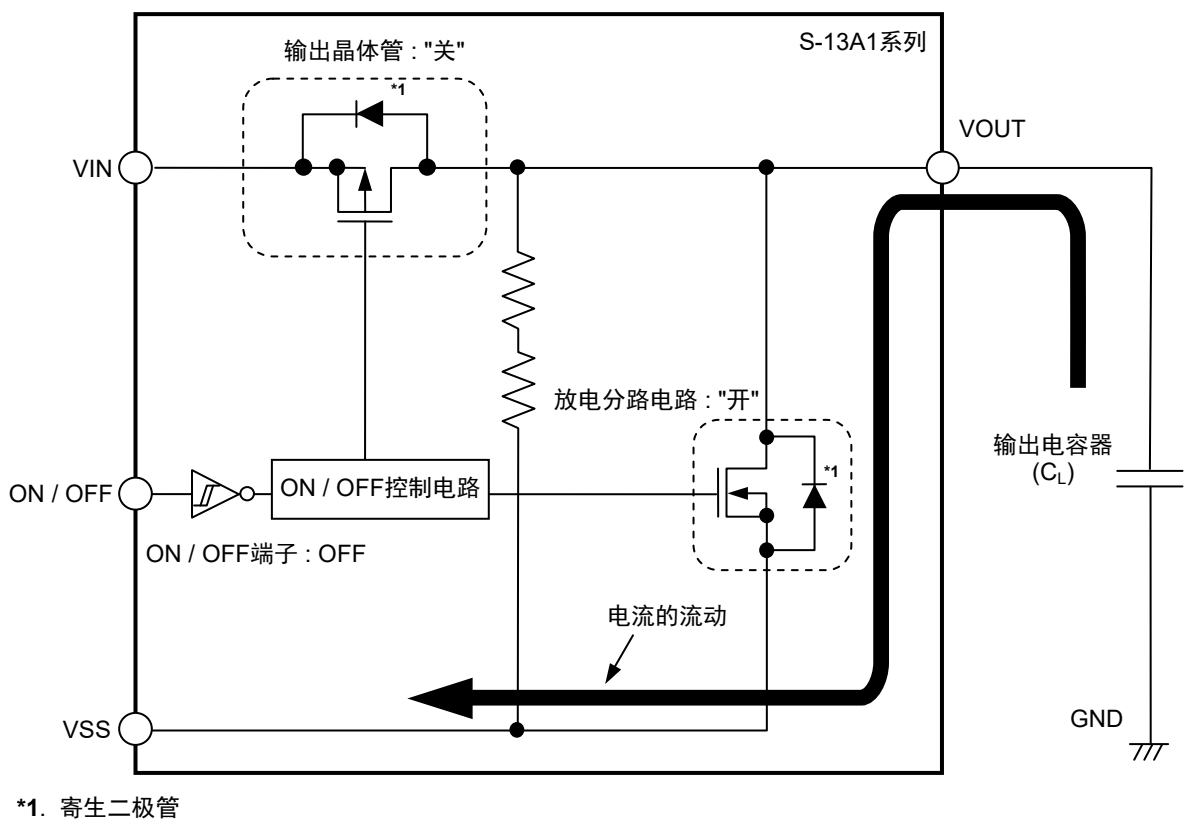 S-13A1系列
输出晶体管 : "关"
*1
VOUT
VIN
放电分路电路 : "开"
*1
输出电容器
(CL)
ON / OFF
ON / OFF控制电路
ON / OFF端子 : OFF
电流的流动
VSS
GND
*1. 寄生二极管